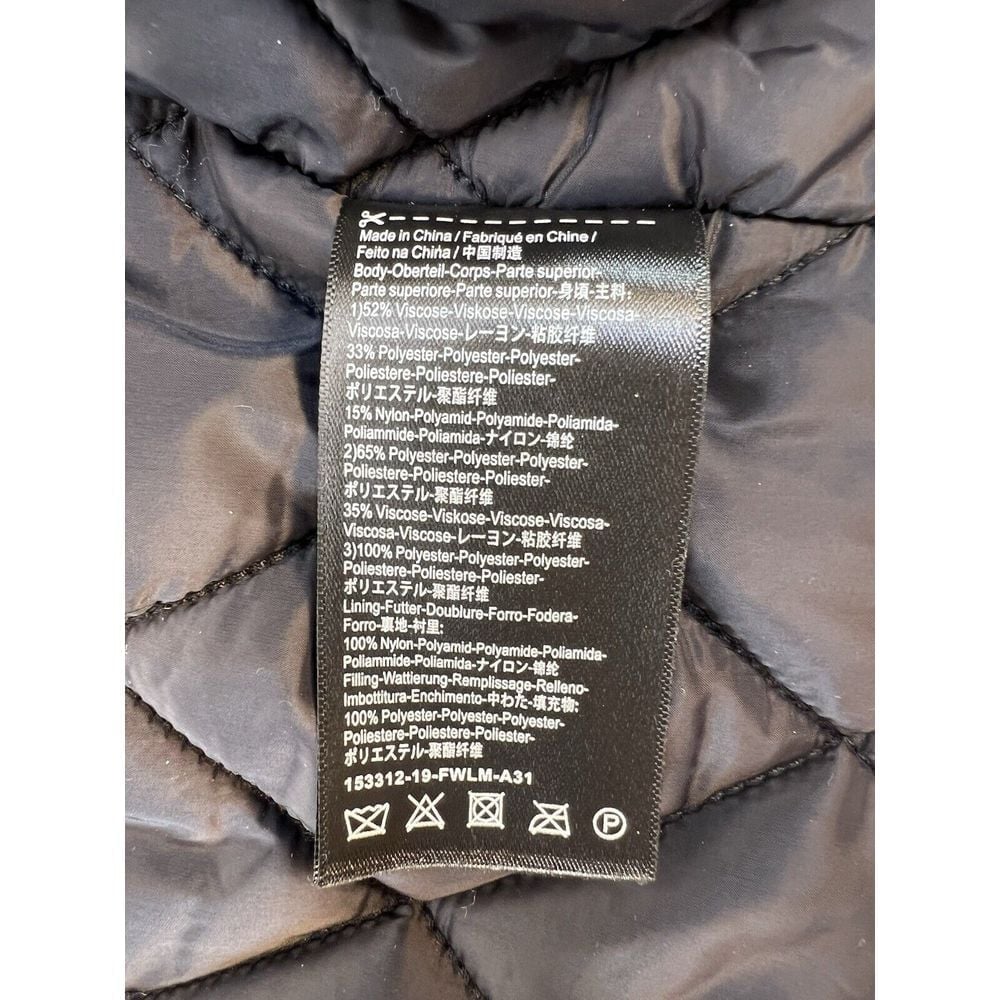 Made in China / Fabriqué en Chine /
Feito na China / 中国制造
Body-Oberteil-Corps-Parte superior-
Parte superiore-Parte superior-身頃-主料:
1)52% Viscose-Viskose-Viscose-Viscosa-
Viscosa-Viscose-レーヨン-粘胶纤维
33% Polyester-Polyester-Polyester-
Poliestere-Poliestere-Poliester-
ポリエステル-聚酯纤维
15% Nylon-Polyamid-Polyamide-Poliamida-
Poliammide-Poliamida-ナイロン-锦纶
2)65% Polyester-Polyester-Polyester-
Poliestere-Poliestere-Poliester-
ポリエステル-聚酯纤维
35% Viscose-Viskose-Viscose-Viscosa-
Viscosa-Viscose-レーヨン-粘胶纤维
3)100% Polyester-Polyester-Polyester-
Poliestere-Poliestere-Poliester-
ポリエステル-聚酯纤维
Lining-Futter-Doublure-Forro-Fodera-
Forro-裏地-衬里:
100% Nylon-Polyamid-Polyamide-Poliamida-
Poliammide-Poliamida-ナイロン-锦纶
Filling-Wattierung-Remplissage-Relleno-
Imbottitura-Enchimento-中わた-填充物:
100% Polyester-Polyester-Polyester-
Poliestere-Poliestere-Poliester-
ポリエステル-聚酯纤维
153312-19-FWLM-A31
P